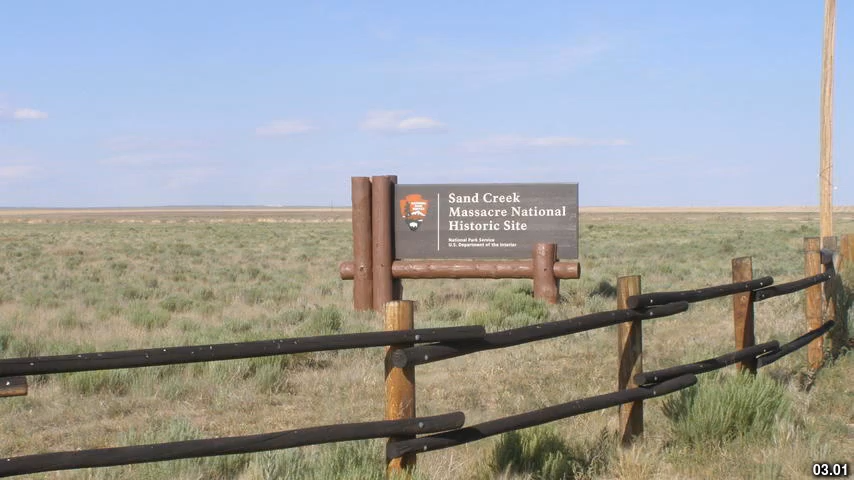 Sand Creek
Massacre National
Historic Site
National Park Service
U.S. Department of the Interior
03.01